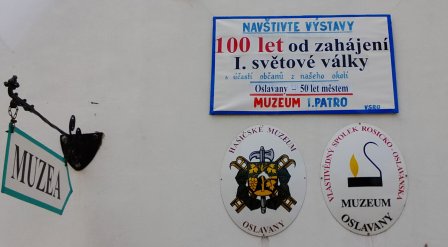 NAVŠTIVTE VÝSTAVY
100 let od zahájení
I. světové války
s účastí občanů z našeho okolí
Oslavany – 50 let městem
MUZEUM I.PATRO
VSRO
MUZEA
HASIČSKÉ MUZEUM
OSLAVANY
VLASTIVĚDNÝ SPOLEK ROSICKO - OSLAVANSKA
MUZEUM
OSLAVANY